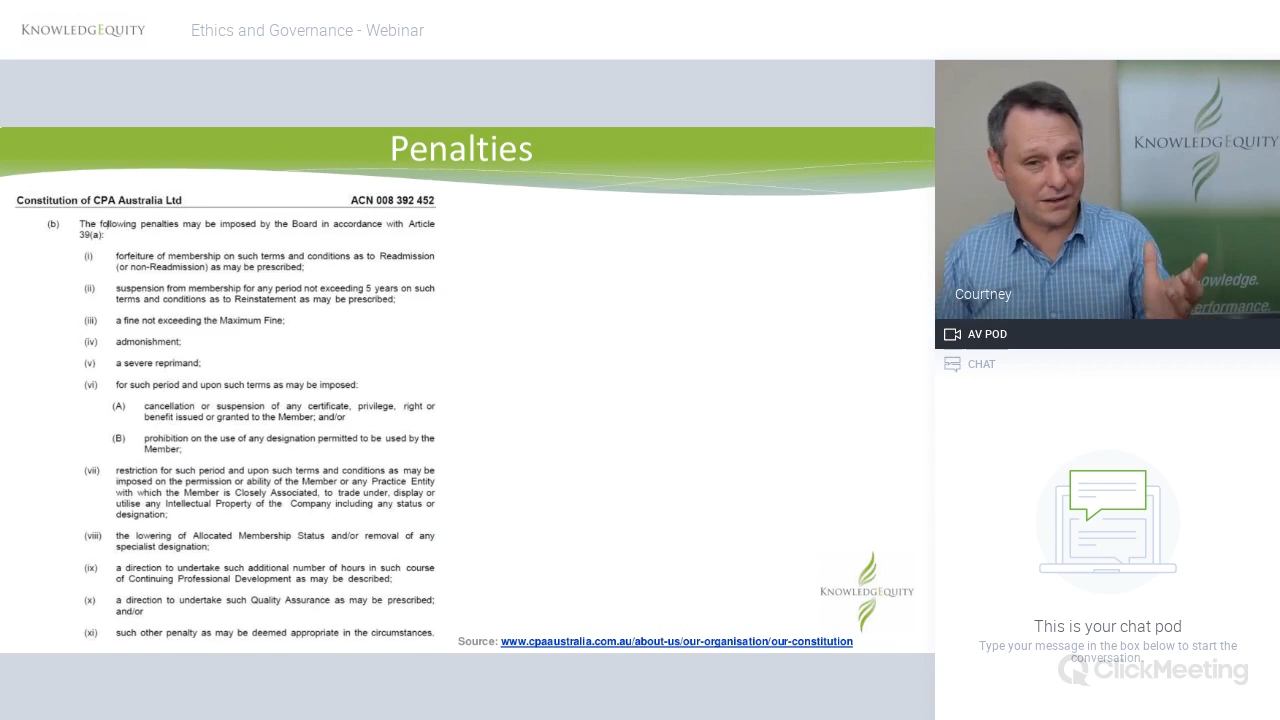 KNOWLEDGEQUITY
Ethics and Governance - Webinar
Penalties
Constitution of CPA Australia Ltd ACN 008 392 452
(b) The following penalties may be imposed by the Board in accordance with Article
39(a):
(i) forfeiture of membership on such terms and conditions as to Readmission
(or non-Readmission) as may be prescribed;
(ii) suspension from membership for any period not exceeding 5 years on such
terms and conditions as to Reinstatement as may be prescribed;
(iii) a fine not exceeding the Maximum Fine;
(iv) admonishment;
(v) a severe reprimand;
(vi) for such period and upon such terms as may be imposed:
(A) cancellation or suspension of any certificate, privilege, right or
benefit issued or granted to the Member; and/or
(B) prohibition on the use of any designation permitted to be used by the
Member;
(vii) restriction for such period and upon such terms and conditions as may be
imposed on the permission or ability of the Member or any Practice Entity
with which the Member is Closely Associated, to trade under, display or
utilise any Intellectual Property of the Company including any status or
designation;
(viii) the lowering of Allocated Membership Status and/or removal of any
specialist designation;
(ix) a direction to undertake such additional number of hours in such course
of Continuing Professional Development as may be described;
(x) a direction to undertake such Quality Assurance as may be prescribed;
and/or
(xi) such other penalty as may be deemed appropriate in the circumstances.
KNOWLEDGEQUITY
Source: www.cpaaustralia.com.au/about-us/our-organisation/our-constitution
KNOWLEDGEQUITY
owledge.
erformance.
Courtney
AV POD
CHAT
This is your chat pod
Type your message in the box below to start the
conversation.
ClickMeeting